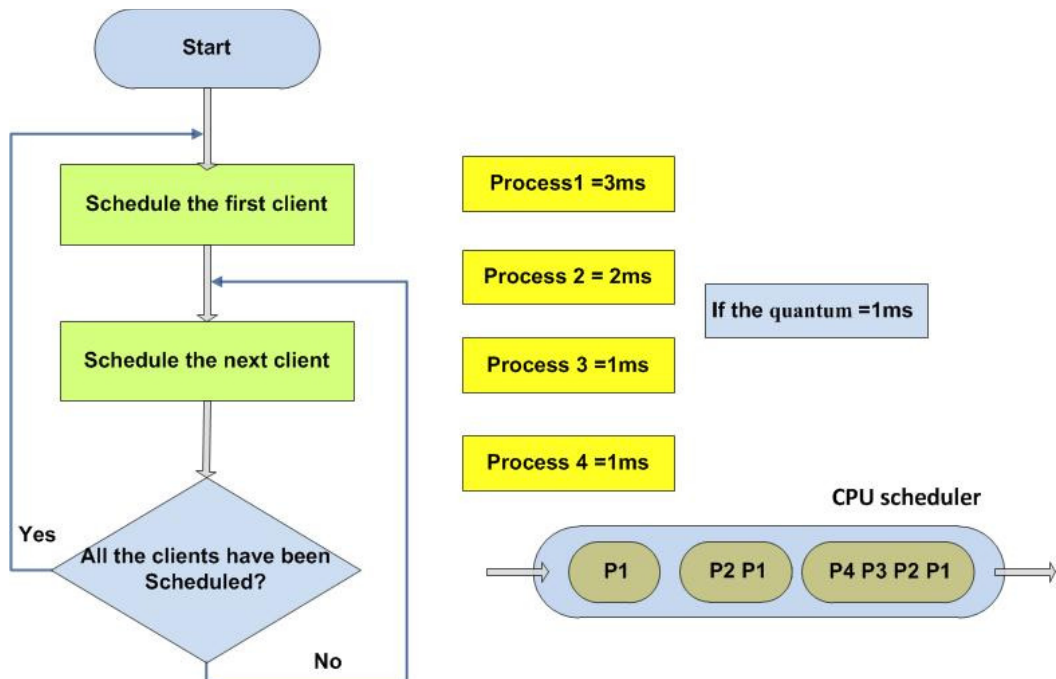 Start
Schedule the first client
Schedule the next client
All the clients have been
Scheduled?
Yes
No
Process1 =3ms
Process 2 = 2ms
Process 3 =1ms
Process 4 =1ms
If the quantum =1ms
CPU scheduler
P1
P2 P1
P4 P3 P2 P1